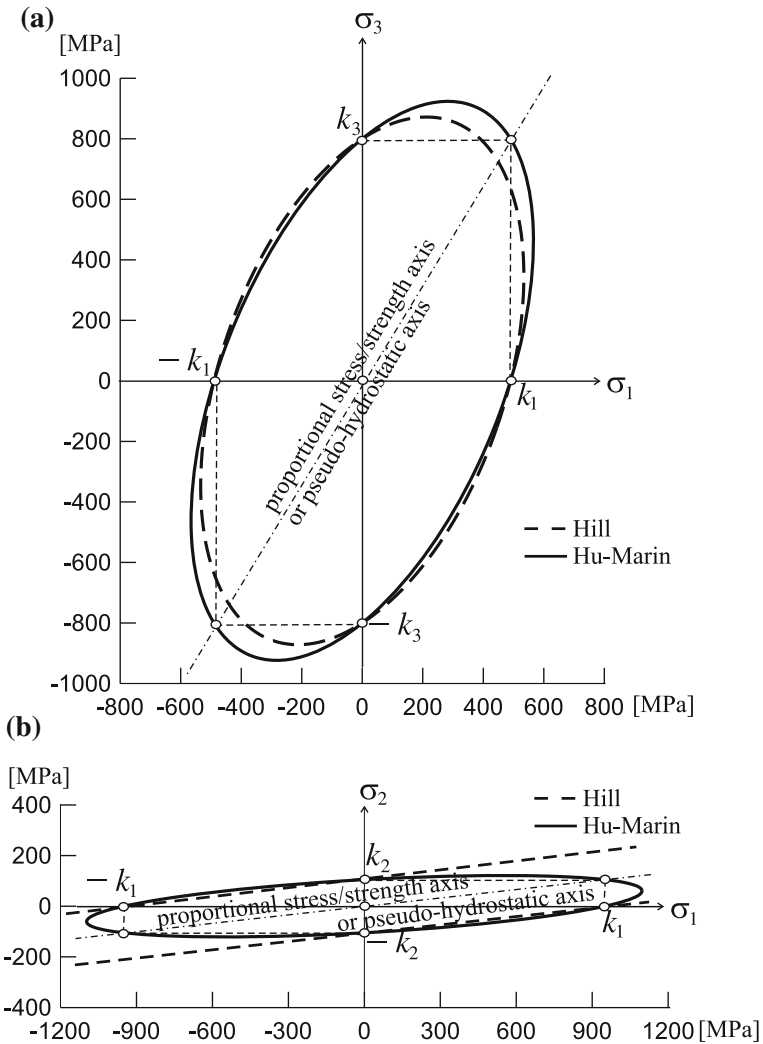 (a)
σ3
[MPa]
1000
800
600
400
200
0
-200
-400
-600
-800
-1000
k3
– k1
k1
σ1
– k3
proportional stress/strength axis
or pseudo-hydrostatic axis
Hill
Hu-Marin
-800 -600 -400 -200 0 200 400 600 800 [MPa]
(b)
[MPa]
σ2
400
200
0
-200
-400
Hill
Hu-Marin
k2
– k1
proportional stress/strength axis
or pseudo-hydrostatic axis
k1
σ1
– k2
-1200 -900 -600 -300 0 300 600 900 1200 [MPa]